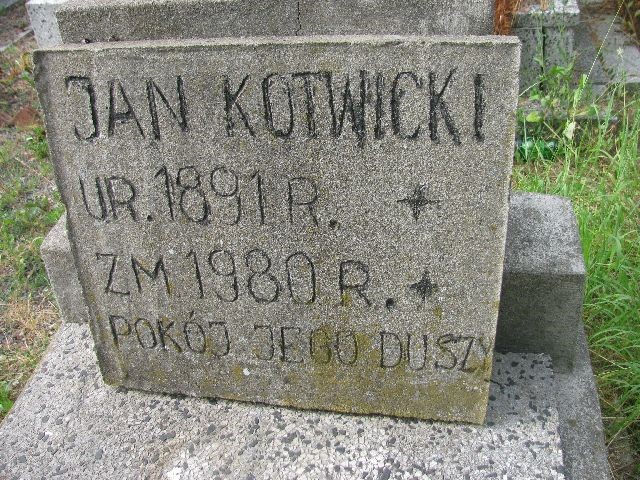 JAN KOTWICKI
UR. 1891 R.
ZM. 1980 R.
POKÓJ JEGO DUSZY